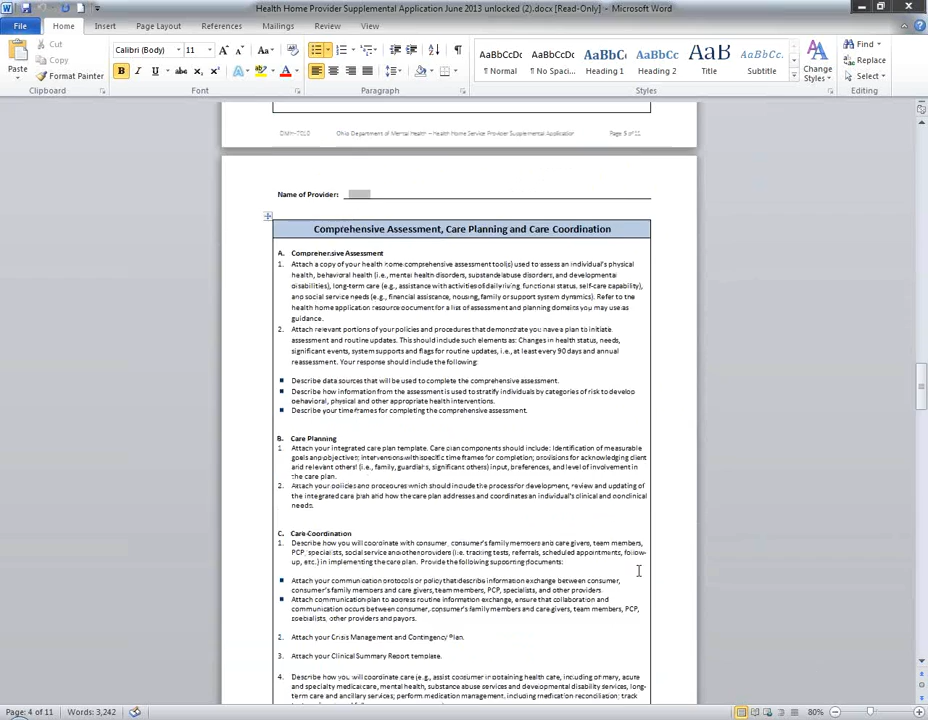 Health Home Provider Supplemental Application June 2013 unlocked (2).docx [Read-Only] - Microsoft Word
File Home Insert Page Layout References Mailings Review View
Cut
Copy
Format Painter
Paste
Clipboard
Calibri (Body) 11
Font
Paragraph
AaBbCcDc AaBbCcDc AaBbCc AaBbCc AaB AaBbCc.
¶ Normal ¶ No Spaci... Heading 1 Heading 2 Title Subtitle
Change Styles
Styles
Find
Replace
Select
Editing
DMH-7010 Ohio Department of Mental Health – Health Home Service Provider Supplemental Application Page 5 of 11
Name of Provider:
Comprehensive Assessment, Care Planning and Care Coordination
A. Comprehensive Assessment
1. Attach a copy of your health home comprehensive assessment tool(s) used to assess an individual's physical
health, behavioral health (i.e., mental health disorders, substance abuse disorders, and developmental
disabilities), long-term care (e.g., assistance with activities of daily living, functional status, self-care capability),
and social service needs (e.g., financial assistance, housing, family or support system dynamics). Refer to the
health home application resource document for a list of assessment and planning domains you may use as
guidance.
2. Attach relevant portions of your policies and procedures that demonstrate you have a plan to initiate
assessment and routine updates. This should include such elements as: Changes in health status, needs,
significant events, system supports and flags for routine updates, i.e., at least every 90 days and annual
reassessment. Your response should include the following:
▪ Describe data sources that will be used to complete the comprehensive assessment.
▪ Describe how information from the assessment is used to stratify individuals by categories of risk to develop
behavioral, physical and other appropriate health interventions.
▪ Describe your timeframes for completing the comprehensive assessment.
B. Care Planning
1. Attach your integrated care plan template. Care plan components should include: Identification of measurable
goals and objectives; interventions with specific time frames for completion; provisions for acknowledging client
and relevant others' (i.e., family, guardians, significant others) input, preferences, and level of involvement in
the care plan.
2. Attach your policies and procedures which should include the process for development, review and updating of
the integrated care plan and how the care plan addresses and coordinates an individual's clinical and nonclinical
needs.
C. Care Coordination
1. Describe how you will coordinate with consumer, consumer's family members and care givers, team members,
PCP, specialists, social service and other providers (i.e. tracking tests, referrals, scheduled appointments, follow-
up, etc.) in implementing the care plan. Provide the following supporting documents:
▪ Attach your communication protocols or policy that describe information exchange between consumer,
consumer's family members and care givers, team members, PCP, specialists, and other providers.
▪ Attach communication plan to address routine information exchange, ensure that collaboration and
communication occurs between consumer, consumer's family members and care givers, team members, PCP,
specialists, other providers and payors.
2. Attach your Crisis Management and Contingency Plan.
3. Attach your Clinical Summary Report template.
4. Describe how you will coordinate care (e.g., assist consumer in obtaining health care, including primary, acute
and specialty medical care, mental health, substance abuse services and developmental disability services, long-
term care and ancillary services; perform medication management, including medication reconciliation; track
Page: 4 of 11 Words: 3,242 80%